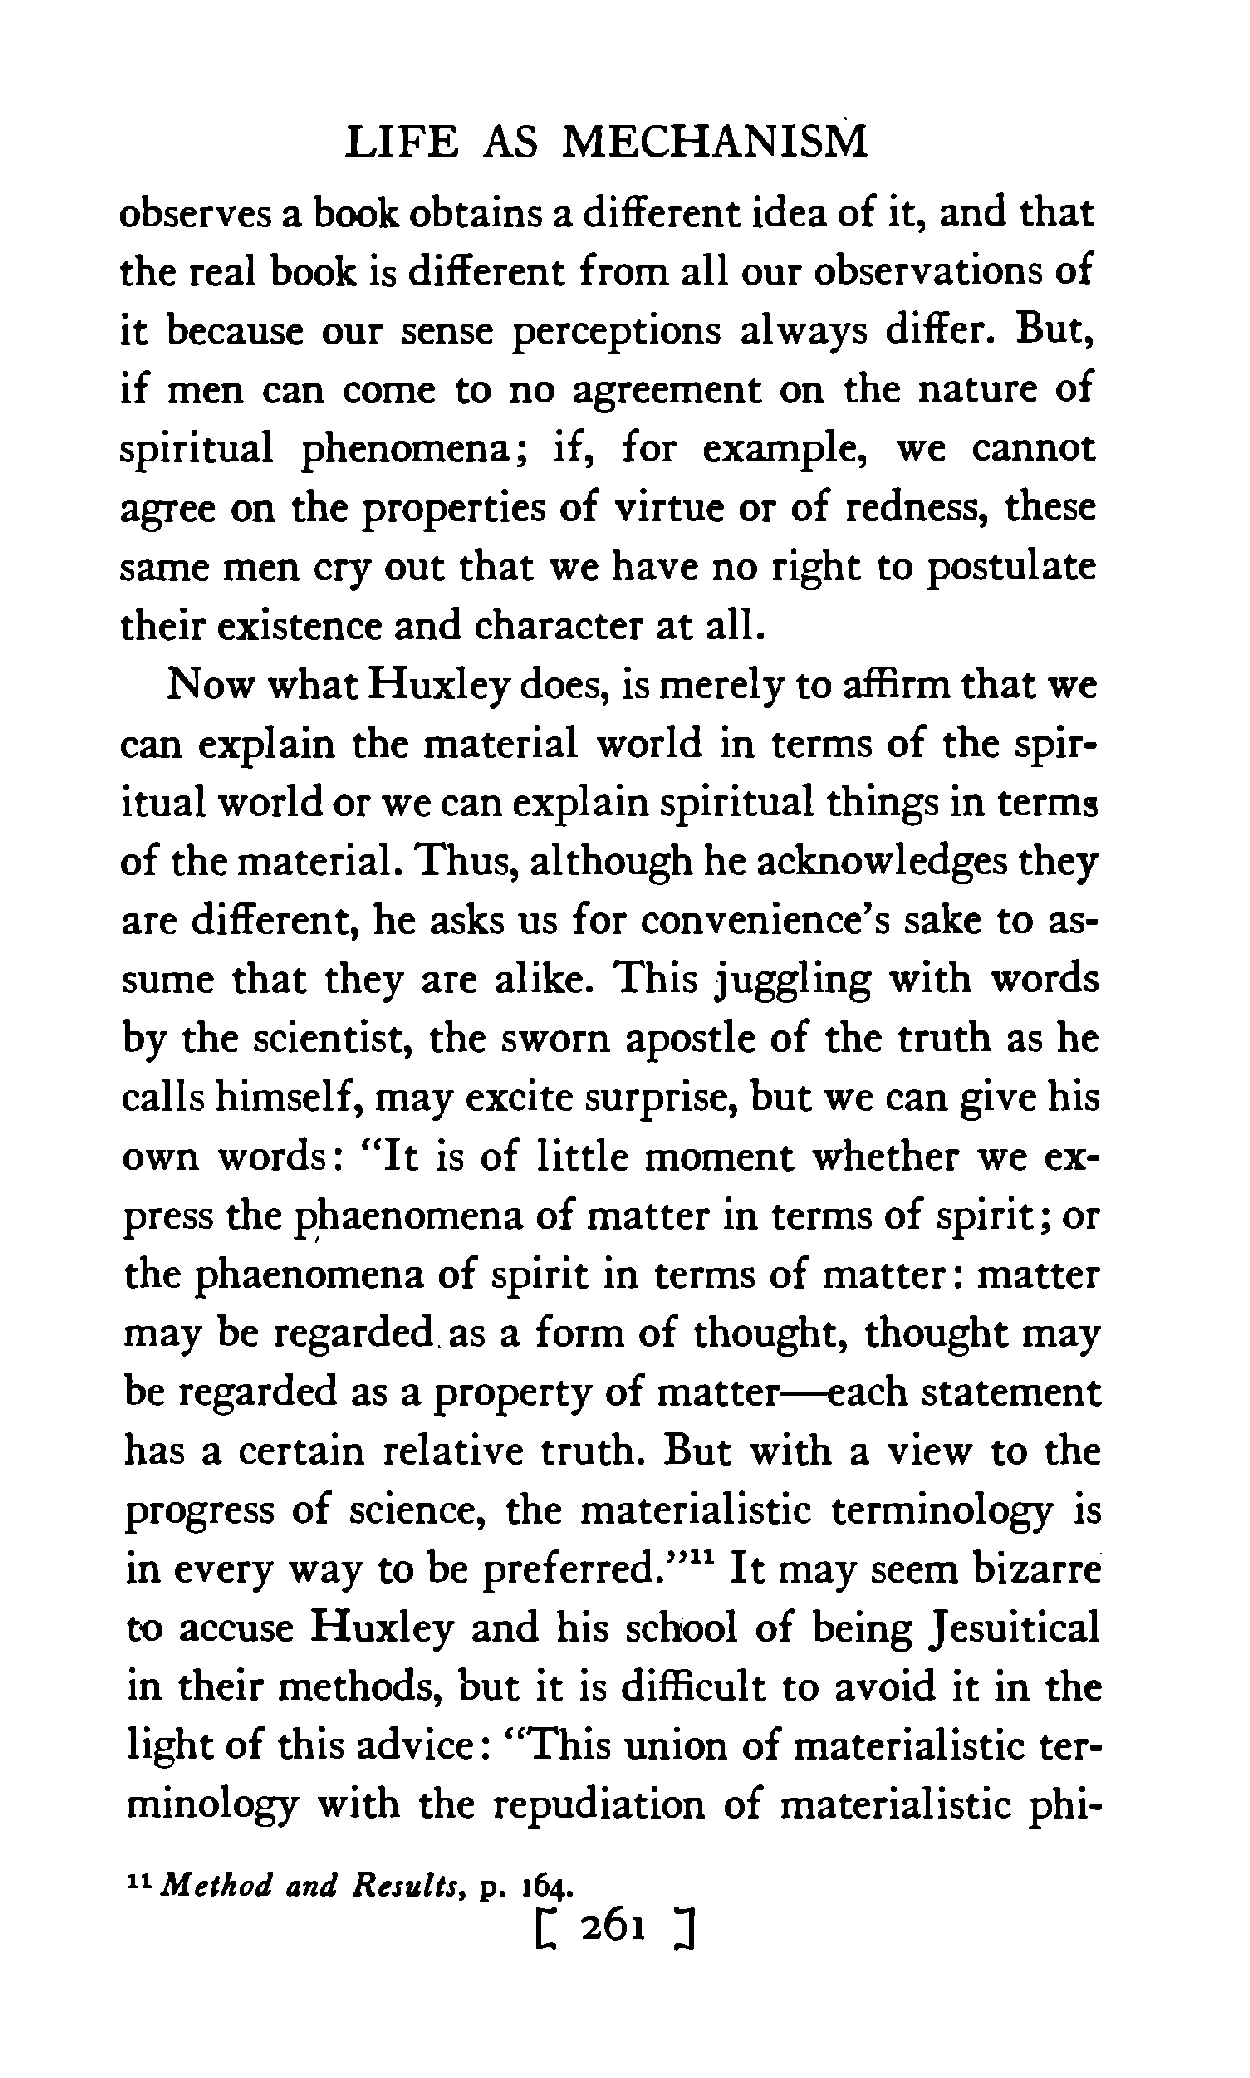 LIFE AS MECHANISM
observes a book obtains a different idea of it, and that
the real book is different from all our observations of
it because our sense perceptions always differ. But,
if men can come to no agreement on the nature of
spiritual phenomena; if, for example, we cannot
agree on the properties of virtue or of redness, these
same men cry out that we have no right to postulate
their existence and character at all.
Now what Huxley does, is merely to affirm that we
can explain the material world in terms of the spir-
itual world or we can explain spiritual things in terms
of the material. Thus, although he acknowledges they
are different, he asks us for convenience's sake to as-
sume that they are alike. This juggling with words
by the scientist, the sworn apostle of the truth as he
calls himself, may excite surprise, but we can give his
own words: "It is of little moment whether we ex-
press the phaenomena of matter in terms of spirit; or
the phaenomena of spirit in terms of matter: matter
may be regarded as a form of thought, thought may
be regarded as a property of matter—each statement
has a certain relative truth. But with a view to the
progress of science, the materialistic terminology is
in every way to be preferred."¹¹ It may seem bizarre
to accuse Huxley and his school of being Jesuitical
in their methods, but it is difficult to avoid it in the
light of this advice: "This union of materialistic ter-
minology with the repudiation of materialistic phi-
¹¹ Method and Results, p. 164.
[ 261 ]